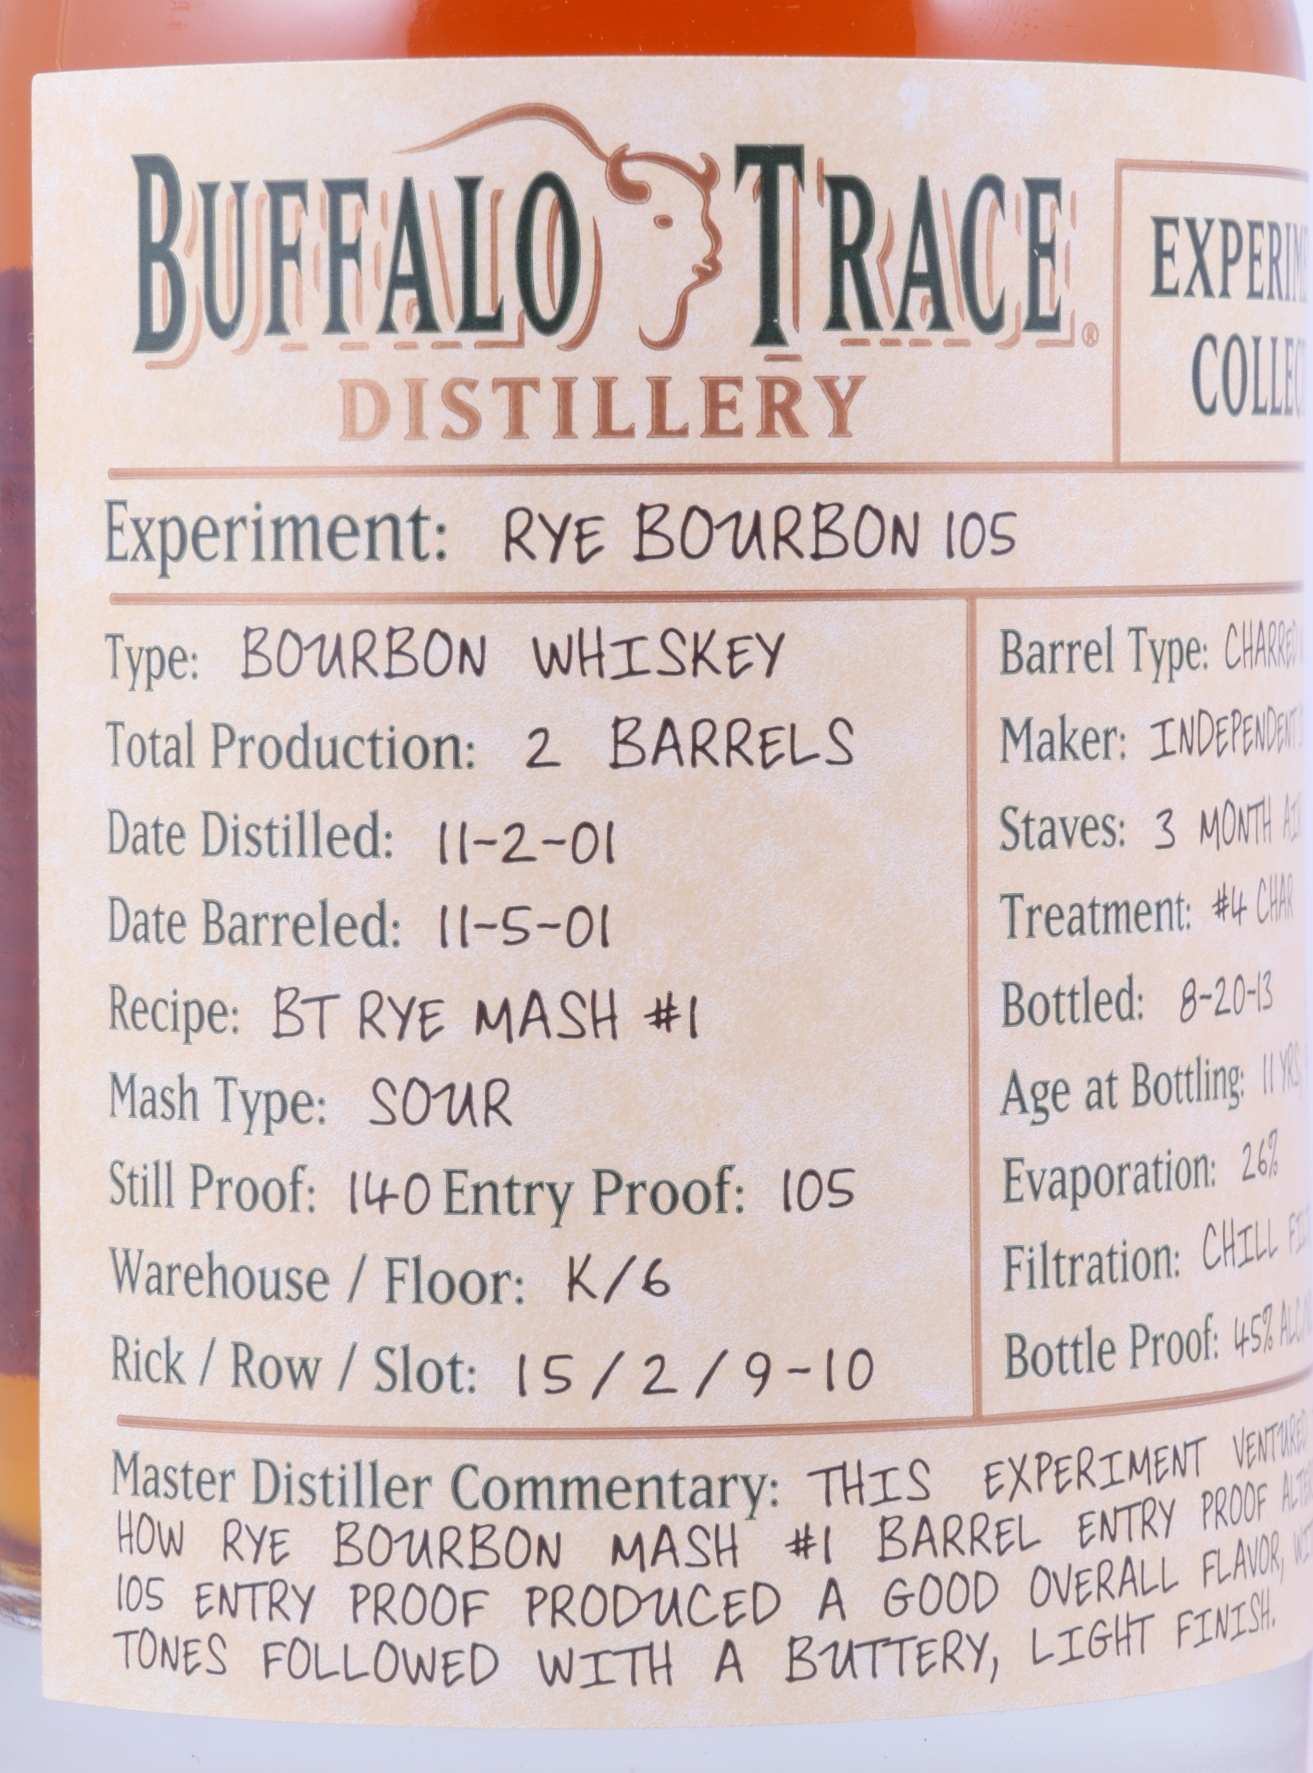 BUFFALO TRACE ®
DISTILLERY
Experiment: RYE BOURBON 105
Type: BOURBON WHISKEY
Total Production: 2 BARRELS
Date Distilled: 11-2-01
Date Barreled: 11-5-01
Recipe: BT RYE MASH #1
Mash Type: SOUR
Still Proof: 140 Entry Proof: 105
Warehouse / Floor: K/6
Rick / Row / Slot: 15/2/9-10
Barrel Type: CHARRED
Maker: INDEPENDENT
Staves: 3 MONTH
Treatment: #4 CHAR
Bottled: 8-20-13
Age at Bottling: 11 YRS,
Evaporation: 26%
Filtration: CHILL
Bottle Proof: 45%
Master Distiller Commentary: THIS EXPERIMENT VENTURED
HOW RYE BOURBON MASH #1 BARREL ENTRY PROOF
105 ENTRY PROOF PRODUCED A GOOD OVERALL FLAVOR,
TONES FOLLOWED WITH A BUTTERY, LIGHT FINISH.